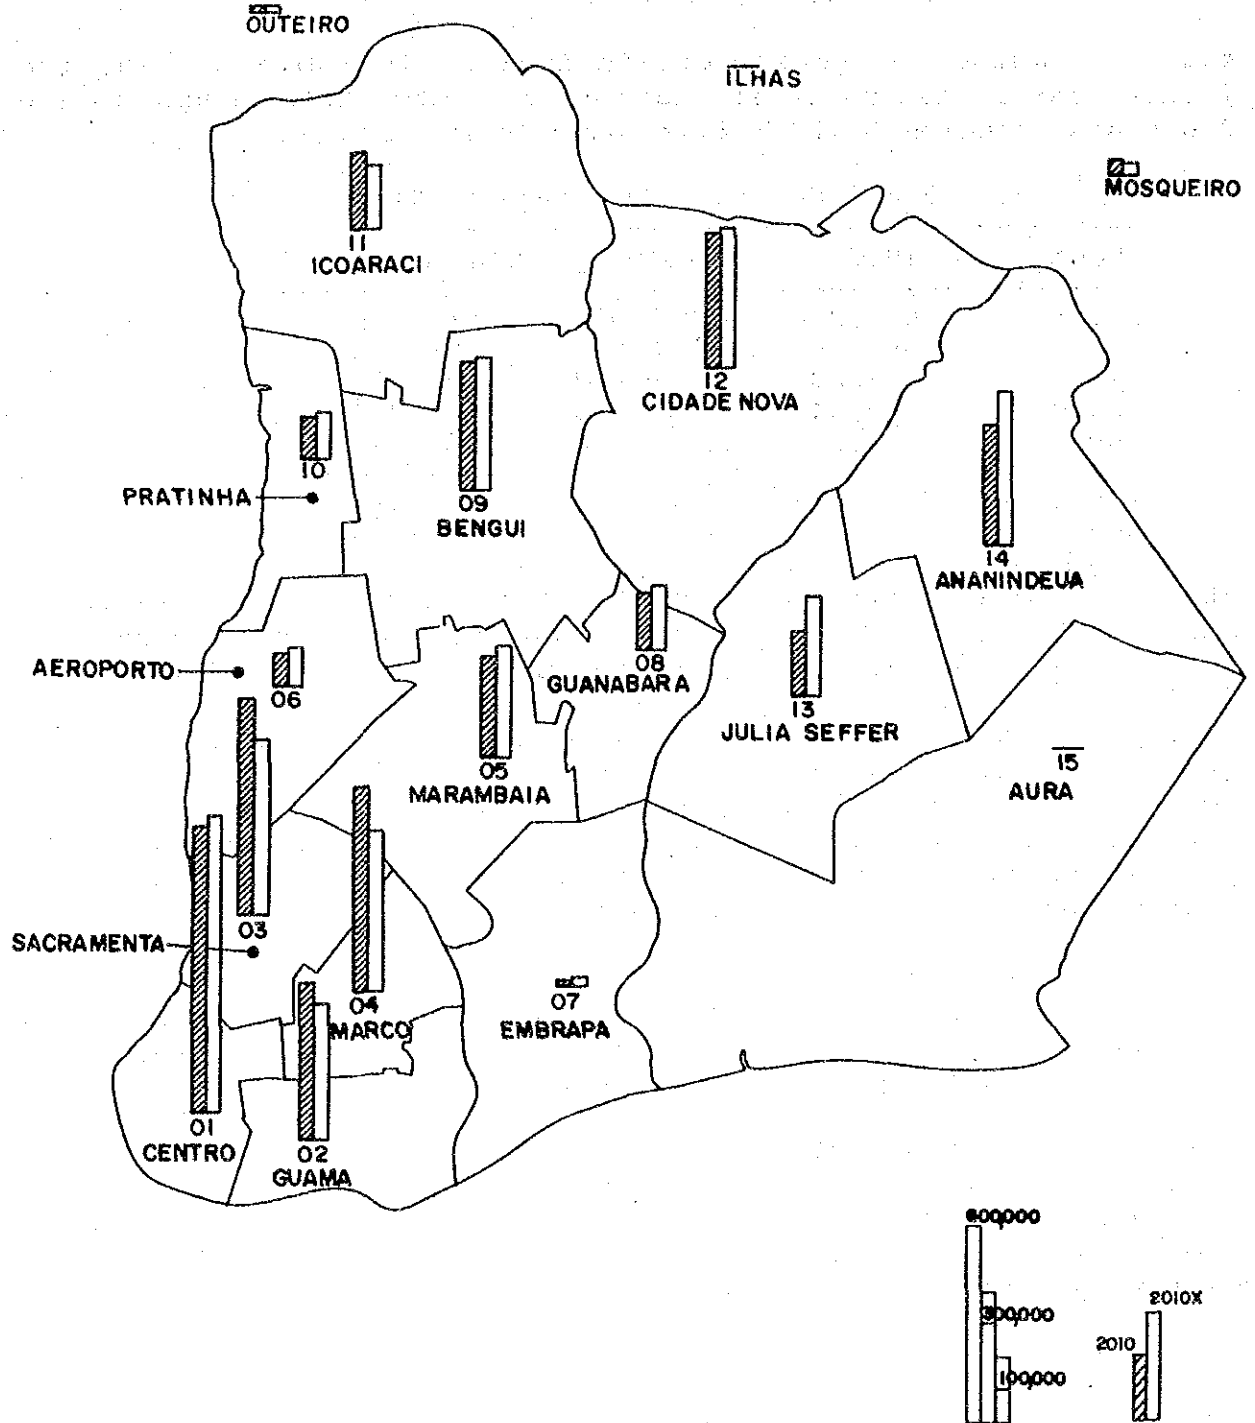 OUTEIRO
ILHAS
MOSQUEIRO
11
ICOARACI
12
CIDADE NOVA
10
PRATINHA
09
BENGUI
14
ANANINDEUA
AEROPORTO
06
08
GUANABARA
13
JULIA SEFFER
05
MARAMBAIA
15
AURA
03
SACRAMENTA
04
MARCO
07
EMBRAPA
01
CENTRO
02
GUAMA
300,000
100,000
2010X
2010